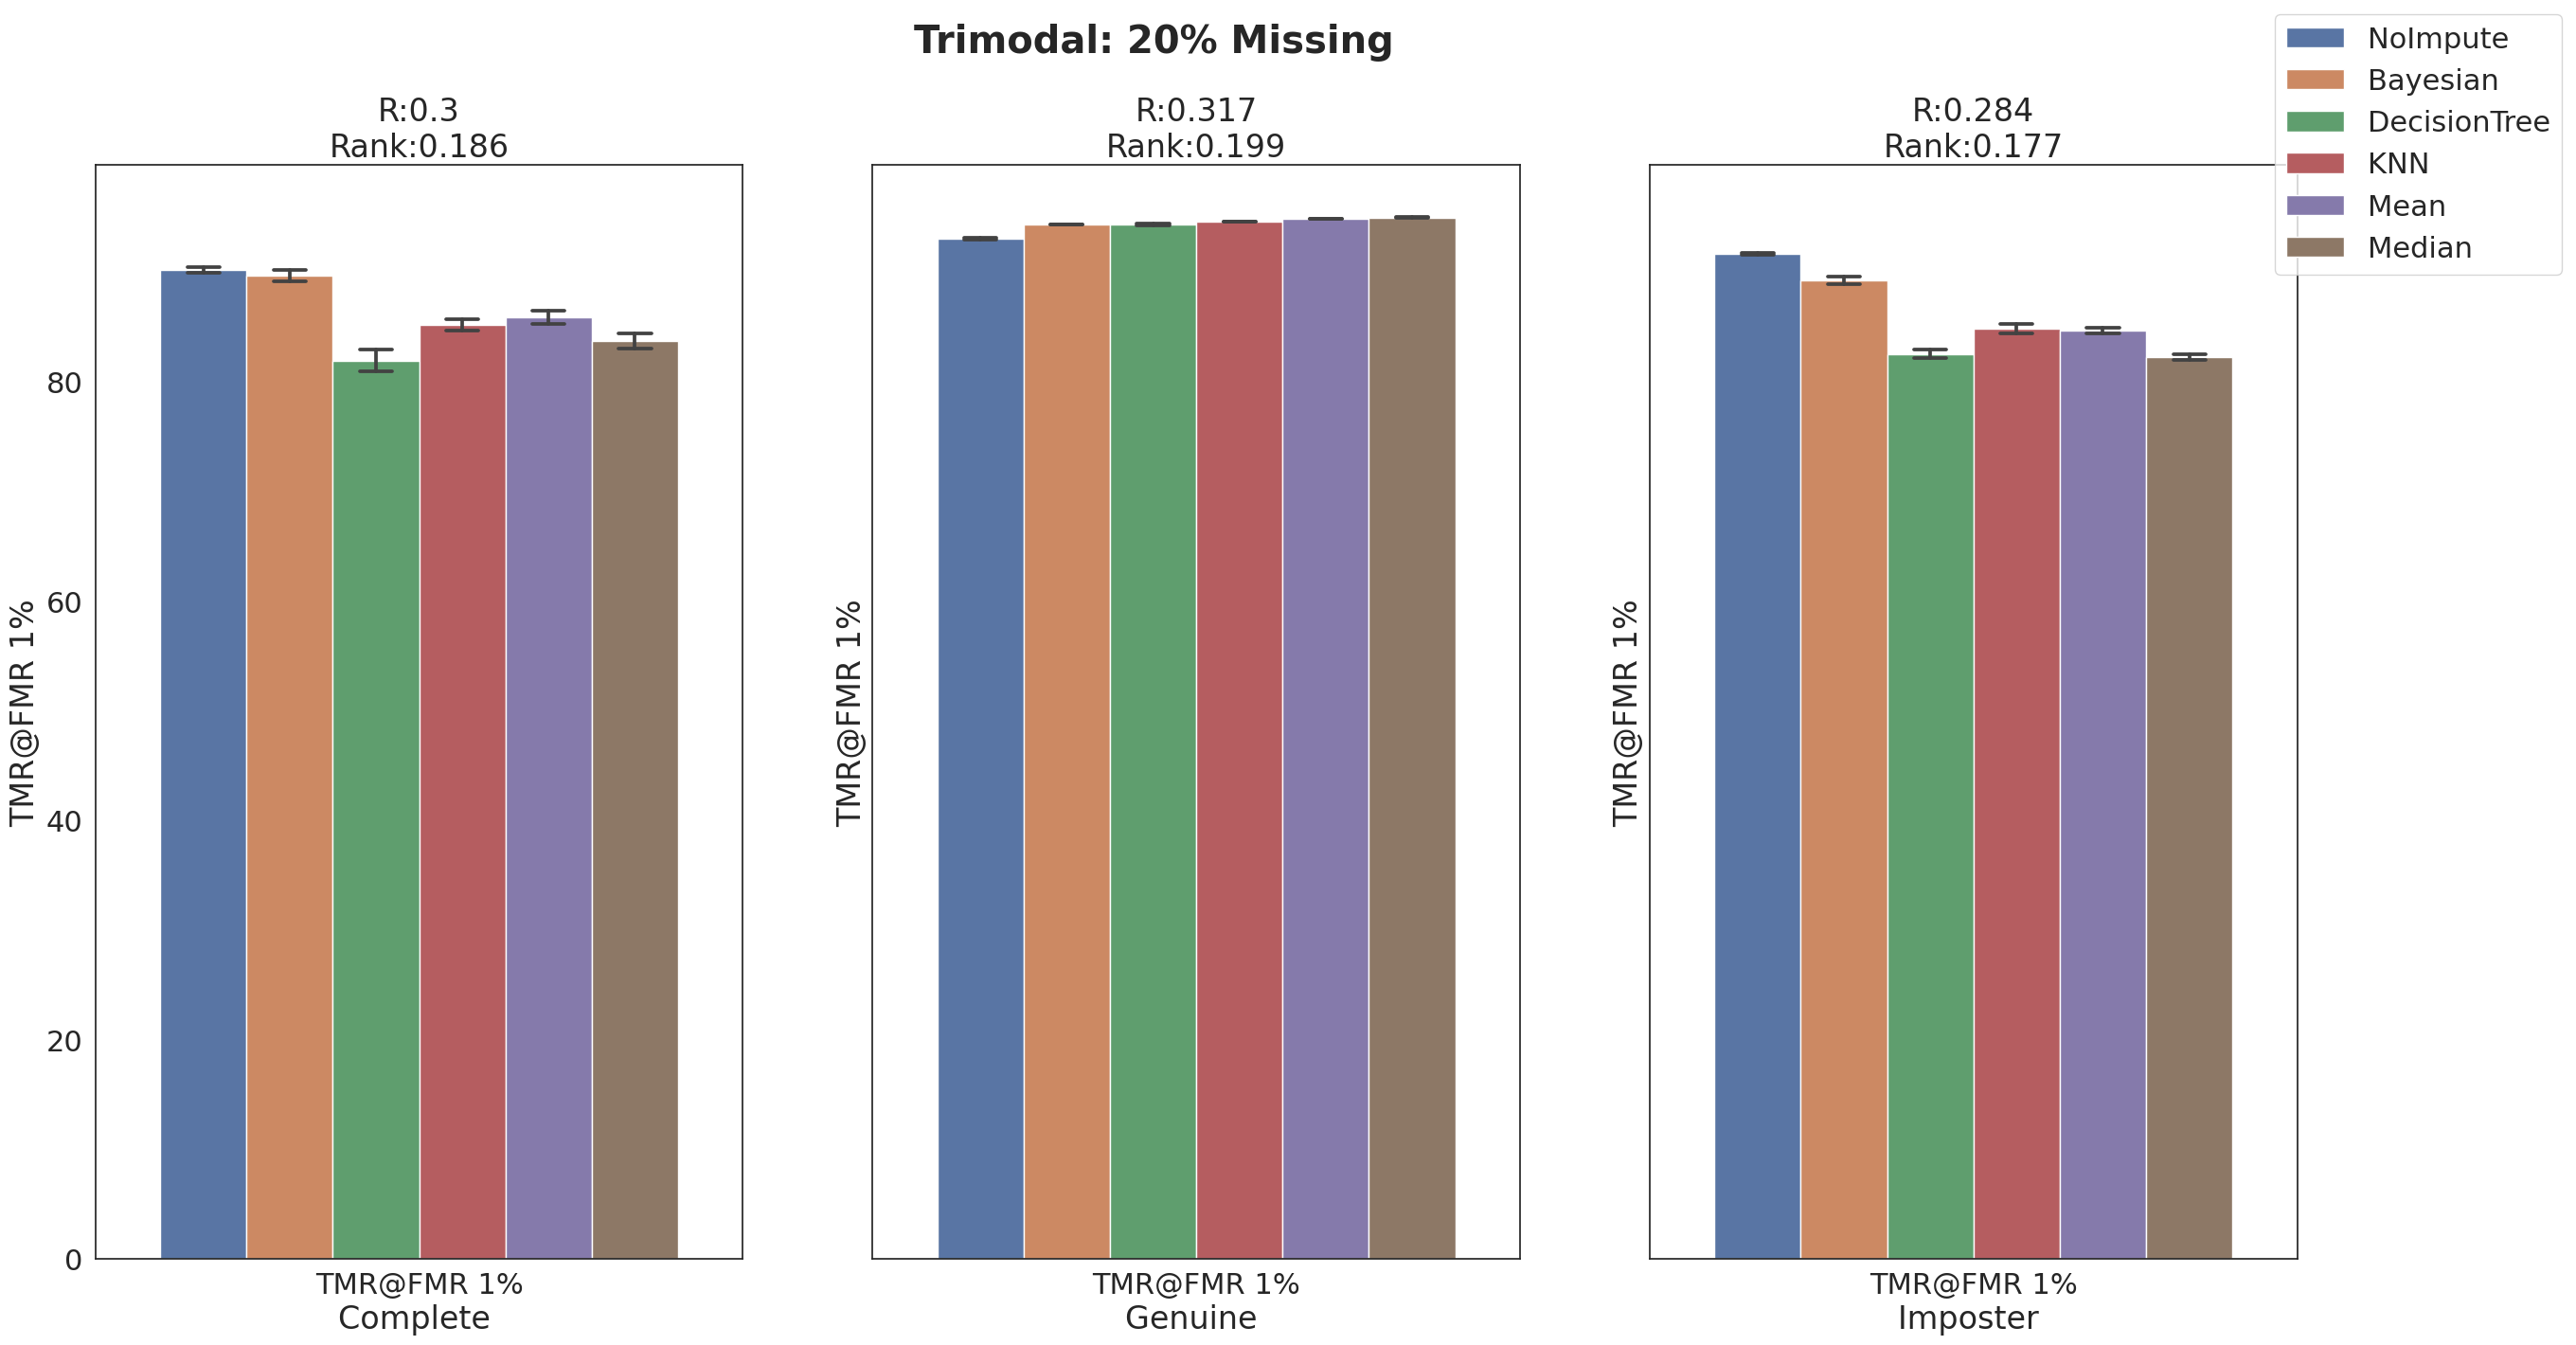 Trimodal: 20% Missing
NoImpute
Bayesian
DecisionTree
KNN
Mean
Median
R:0.3
Rank:0.186
TMR@FMR 1%
80
60
40
20
0
TMR@FMR 1%
Complete
R:0.317
Rank:0.199
TMR@FMR 1%
TMR@FMR 1%
Genuine
R:0.284
Rank:0.177
TMR@FMR 1%
TMR@FMR 1%
Imposter